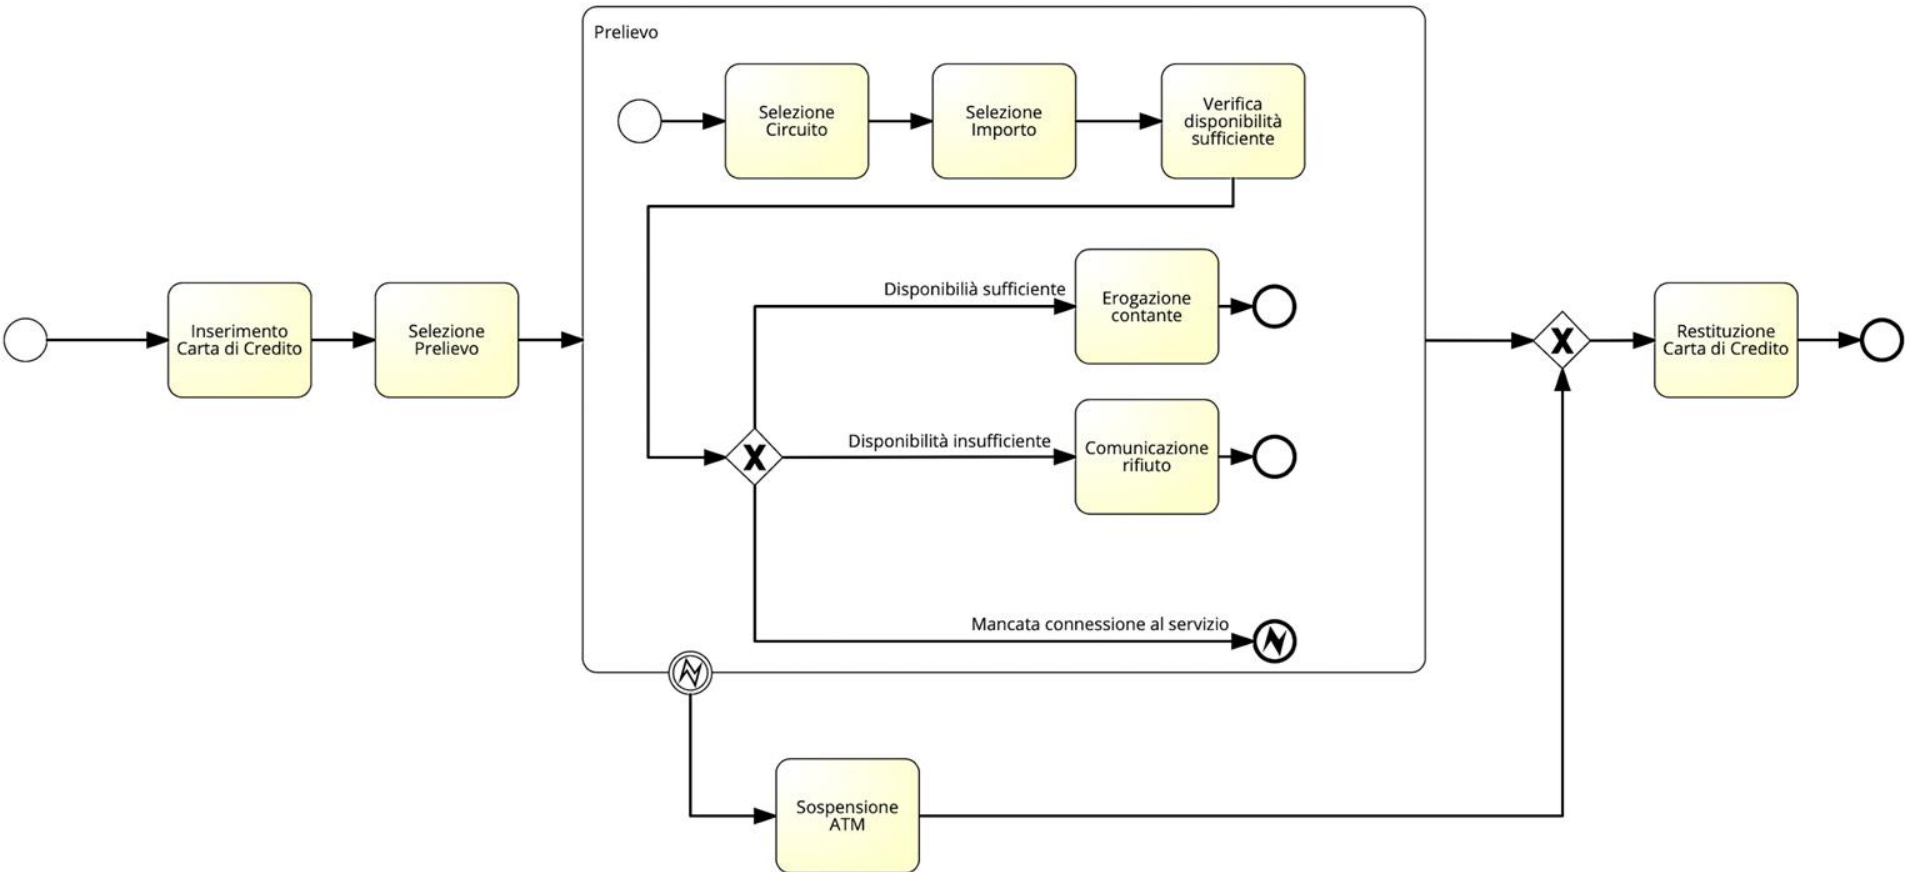 Prelievo
Selezione
Circuito
Selezione
Importo
Verifica
disponibilità
sufficiente
Inserimento
Carta di Credito
Selezione
Prelievo
Disponibilià sufficiente
Erogazione
contante
Disponibilità insufficiente
Comunicazione
rifiuto
Mancata connessione al servizio
Restituzione
Carta di Credito
Sospensione
ATM